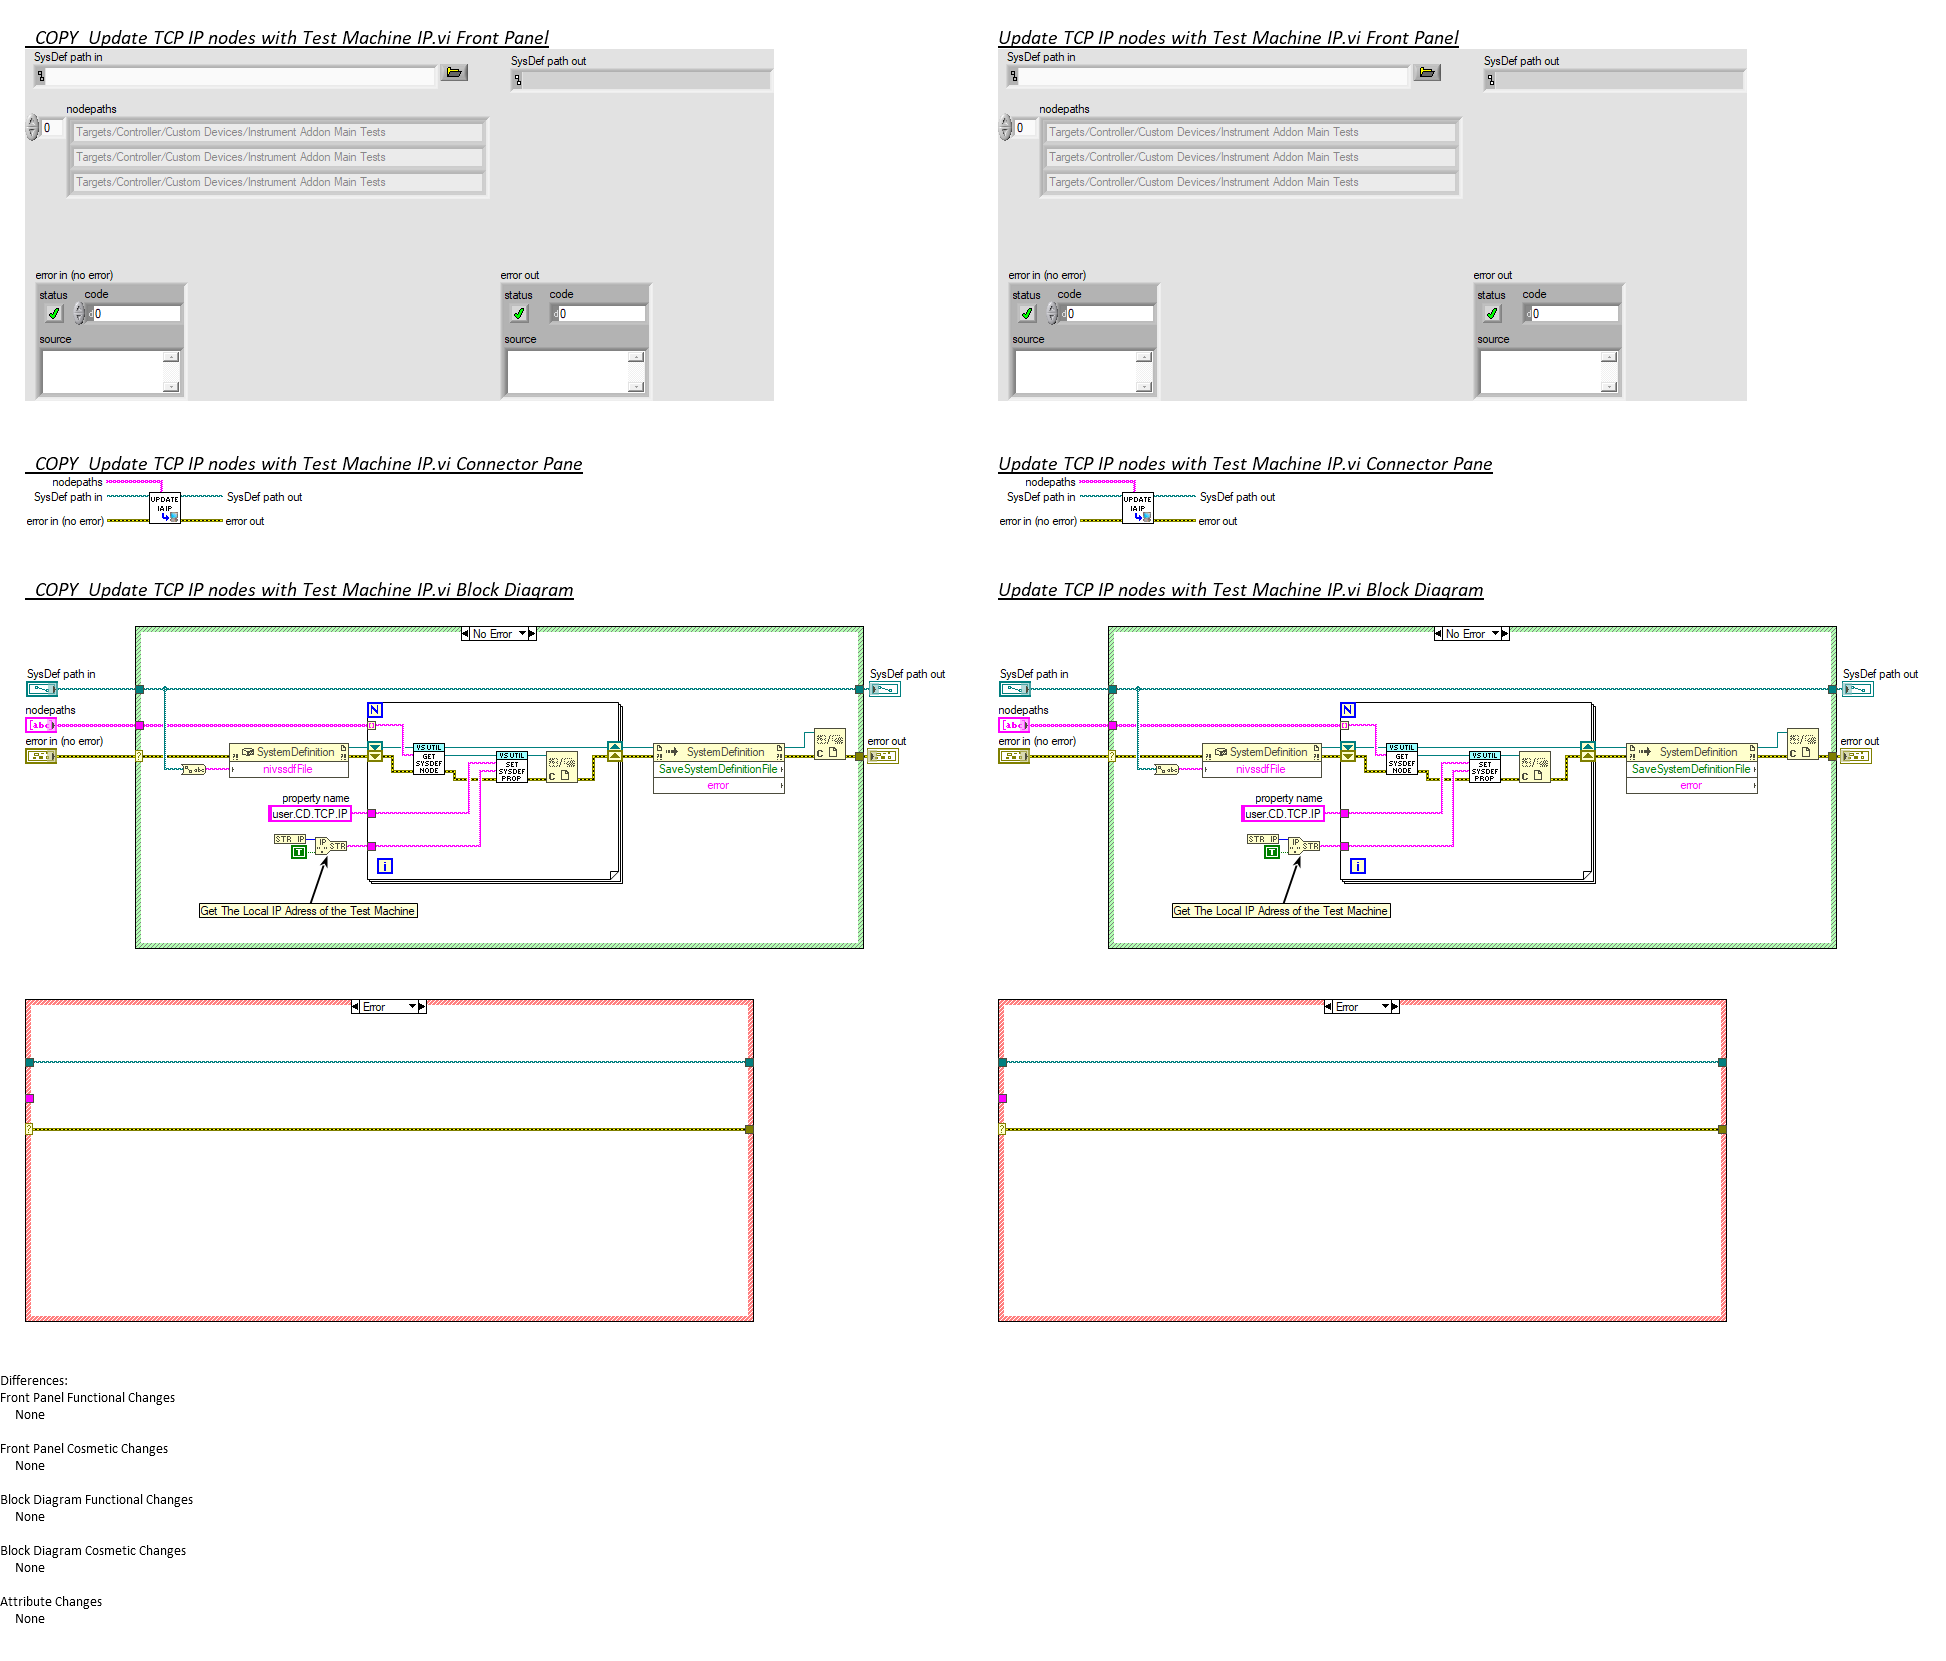 _COPY_Update TCP IP nodes with Test Machine IP.vi Front Panel
SysDef path in
SysDef path out
nodepaths
0
Targets/Controller/Custom Devices/Instrument Addon Main Tests
Targets/Controller/Custom Devices/Instrument Addon Main Tests
Targets/Controller/Custom Devices/Instrument Addon Main Tests
error in (no error)
status code
d 0
source
error out
status code
d 0
source
Update TCP IP nodes with Test Machine IP.vi Front Panel
SysDef path in
SysDef path out
nodepaths
0
Targets/Controller/Custom Devices/Instrument Addon Main Tests
Targets/Controller/Custom Devices/Instrument Addon Main Tests
Targets/Controller/Custom Devices/Instrument Addon Main Tests
error in (no error)
status code
d 0
source
error out
status code
d 0
source
_COPY_Update TCP IP nodes with Test Machine IP.vi Connector Pane
nodepaths
SysDef path in
UPDATE
IA IP
SysDef path out
error in (no error)
error out
Update TCP IP nodes with Test Machine IP.vi Connector Pane
nodepaths
SysDef path in
UPDATE
IA IP
SysDef path out
error in (no error)
error out
_COPY_Update TCP IP nodes with Test Machine IP.vi Block Diagram
No Error
SysDef path in
SysDef path out
nodepaths
abc
N
error in (no error)
error out
?
abc
SystemDefinition
nivssdfFile
VS UTIL
GET
SYSDEF
NODE
VS UTIL
SET
SYSDEF
PROP
C
SystemDefinition
SaveSystemDefinitionFile
error
C
property name
user.CD.TCP.IP
STR IP
T
IP
STR
i
Get The Local IP Adress of the Test Machine
Error
?
Update TCP IP nodes with Test Machine IP.vi Block Diagram
No Error
SysDef path in
SysDef path out
nodepaths
abc
N
error in (no error)
error out
?
abc
SystemDefinition
nivssdfFile
VS UTIL
GET
SYSDEF
NODE
VS UTIL
SET
SYSDEF
PROP
C
SystemDefinition
SaveSystemDefinitionFile
error
C
property name
user.CD.TCP.IP
STR IP
T
IP
STR
i
Get The Local IP Adress of the Test Machine
Error
?
Differences:
Front Panel Functional Changes
None
Front Panel Cosmetic Changes
None
Block Diagram Functional Changes
None
Block Diagram Cosmetic Changes
None
Attribute Changes
None